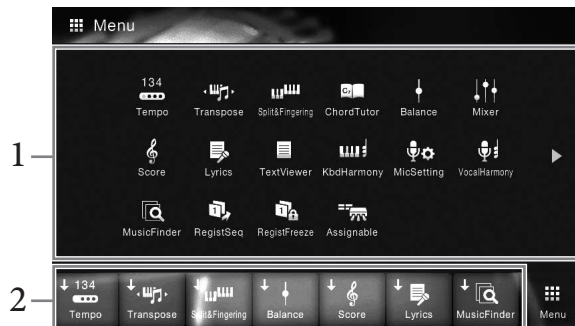 Menu
134
Tempo Transpose Split&Fingering ChordTutor Balance Mixer
1
Score Lyrics TextViewer KbdHarmony MicSetting VocalHarmony
MusicFinder RegistSeq RegistFreeze Assignable
2
134
Tempo Transpose Split&Fingering Balance Score Lyrics MusicFinder Menu